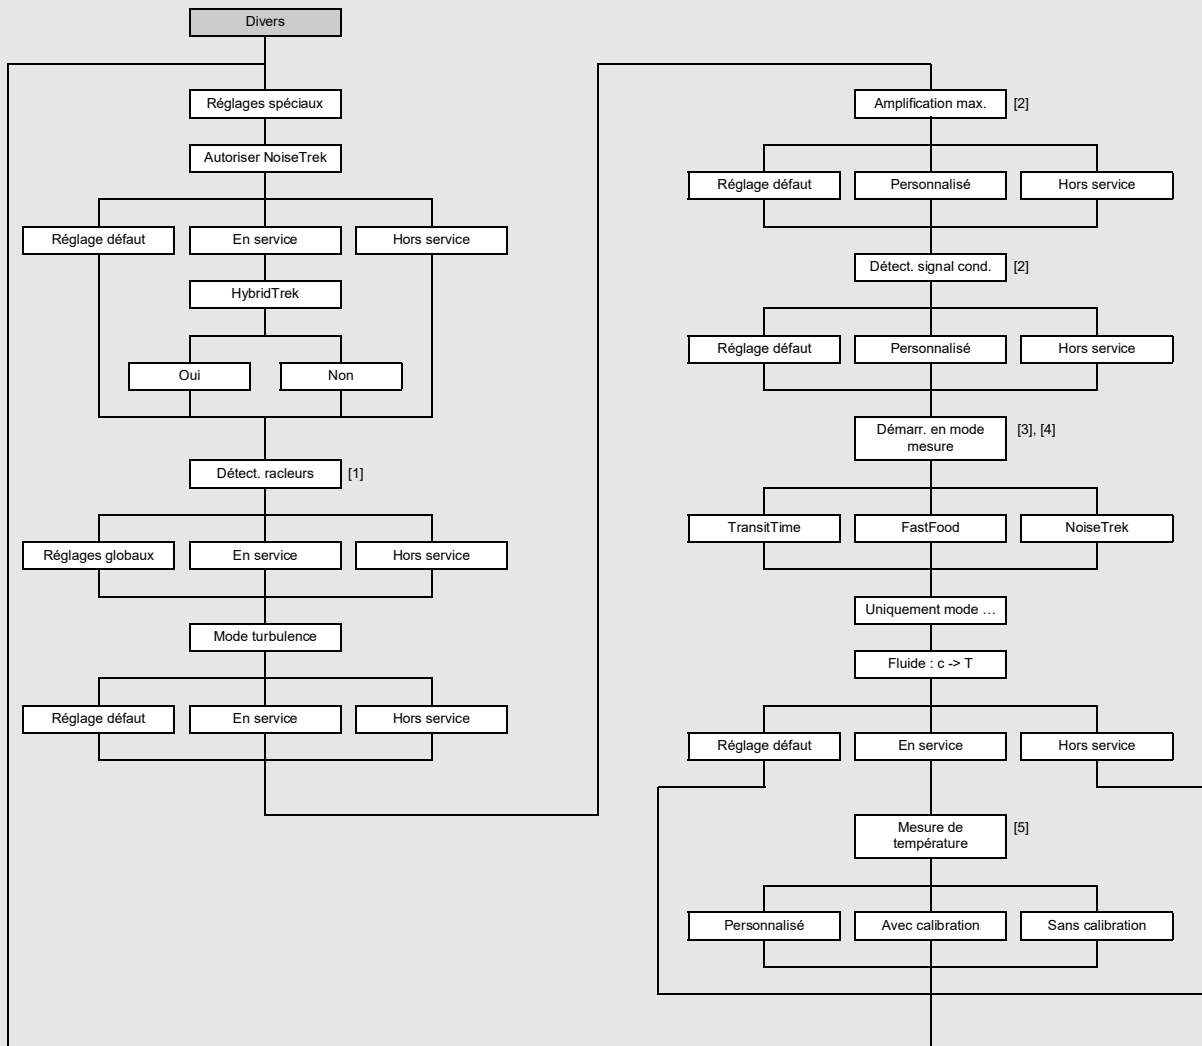 Divers
Réglages spéciaux
Autoriser NoiseTrek
Réglage défaut
En service
Hors service
HybridTrek
Oui
Non
Détect. racleurs
[1]
Réglages globaux
En service
Hors service
Mode turbulence
Réglage défaut
En service
Hors service
Amplification max.
[2]
Réglage défaut
Personnalisé
Hors service
Détect. signal cond.
[2]
Réglage défaut
Personnalisé
Hors service
Démarr. en mode
mesure
[3], [4]
TransitTime
FastFood
NoiseTrek
Uniquement mode …
Fluide : c -> T
Réglage défaut
En service
Hors service
Mesure de
température
[5]
Personnalisé
Avec calibration
Sans calibration